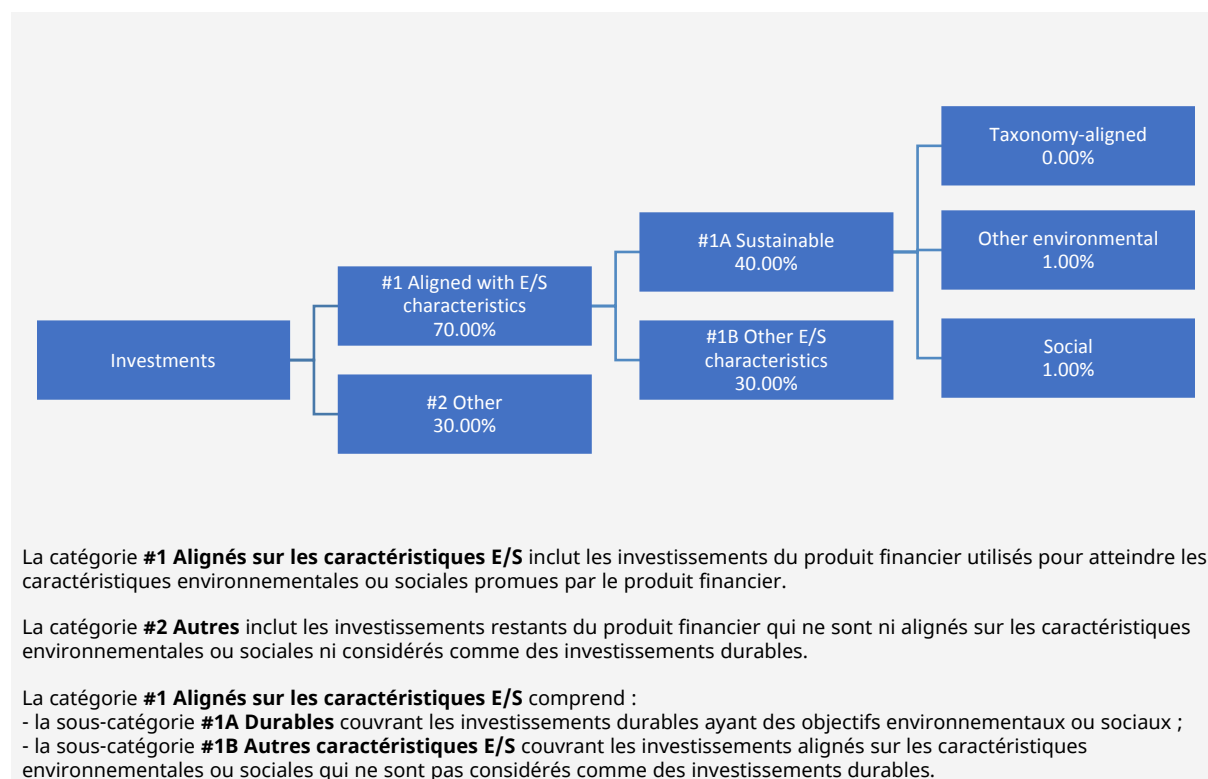 Investments
#1 Aligned with E/S
characteristics
70.00%
#2 Other
30.00%
#1A Sustainable
40.00%
#1B Other E/S
characteristics
30.00%
Taxonomy-aligned
0.00%
Other environmental
1.00%
Social
1.00%
La catégorie #1 Alignés sur les caractéristiques E/S inclut les investissements du produit financier utilisés pour atteindre les
caractéristiques environnementales ou sociales promues par le produit financier.
La catégorie #2 Autres inclut les investissements restants du produit financier qui ne sont ni alignés sur les caractéristiques
environnementales ou sociales ni considérés comme des investissements durables.
La catégorie #1 Alignés sur les caractéristiques E/S comprend :
- la sous-catégorie #1A Durables couvrant les investissements durables ayant des objectifs environnementaux ou sociaux ;
- la sous-catégorie #1B Autres caractéristiques E/S couvrant les investissements alignés sur les caractéristiques
environnementales ou sociales qui ne sont pas considérés comme des investissements durables.